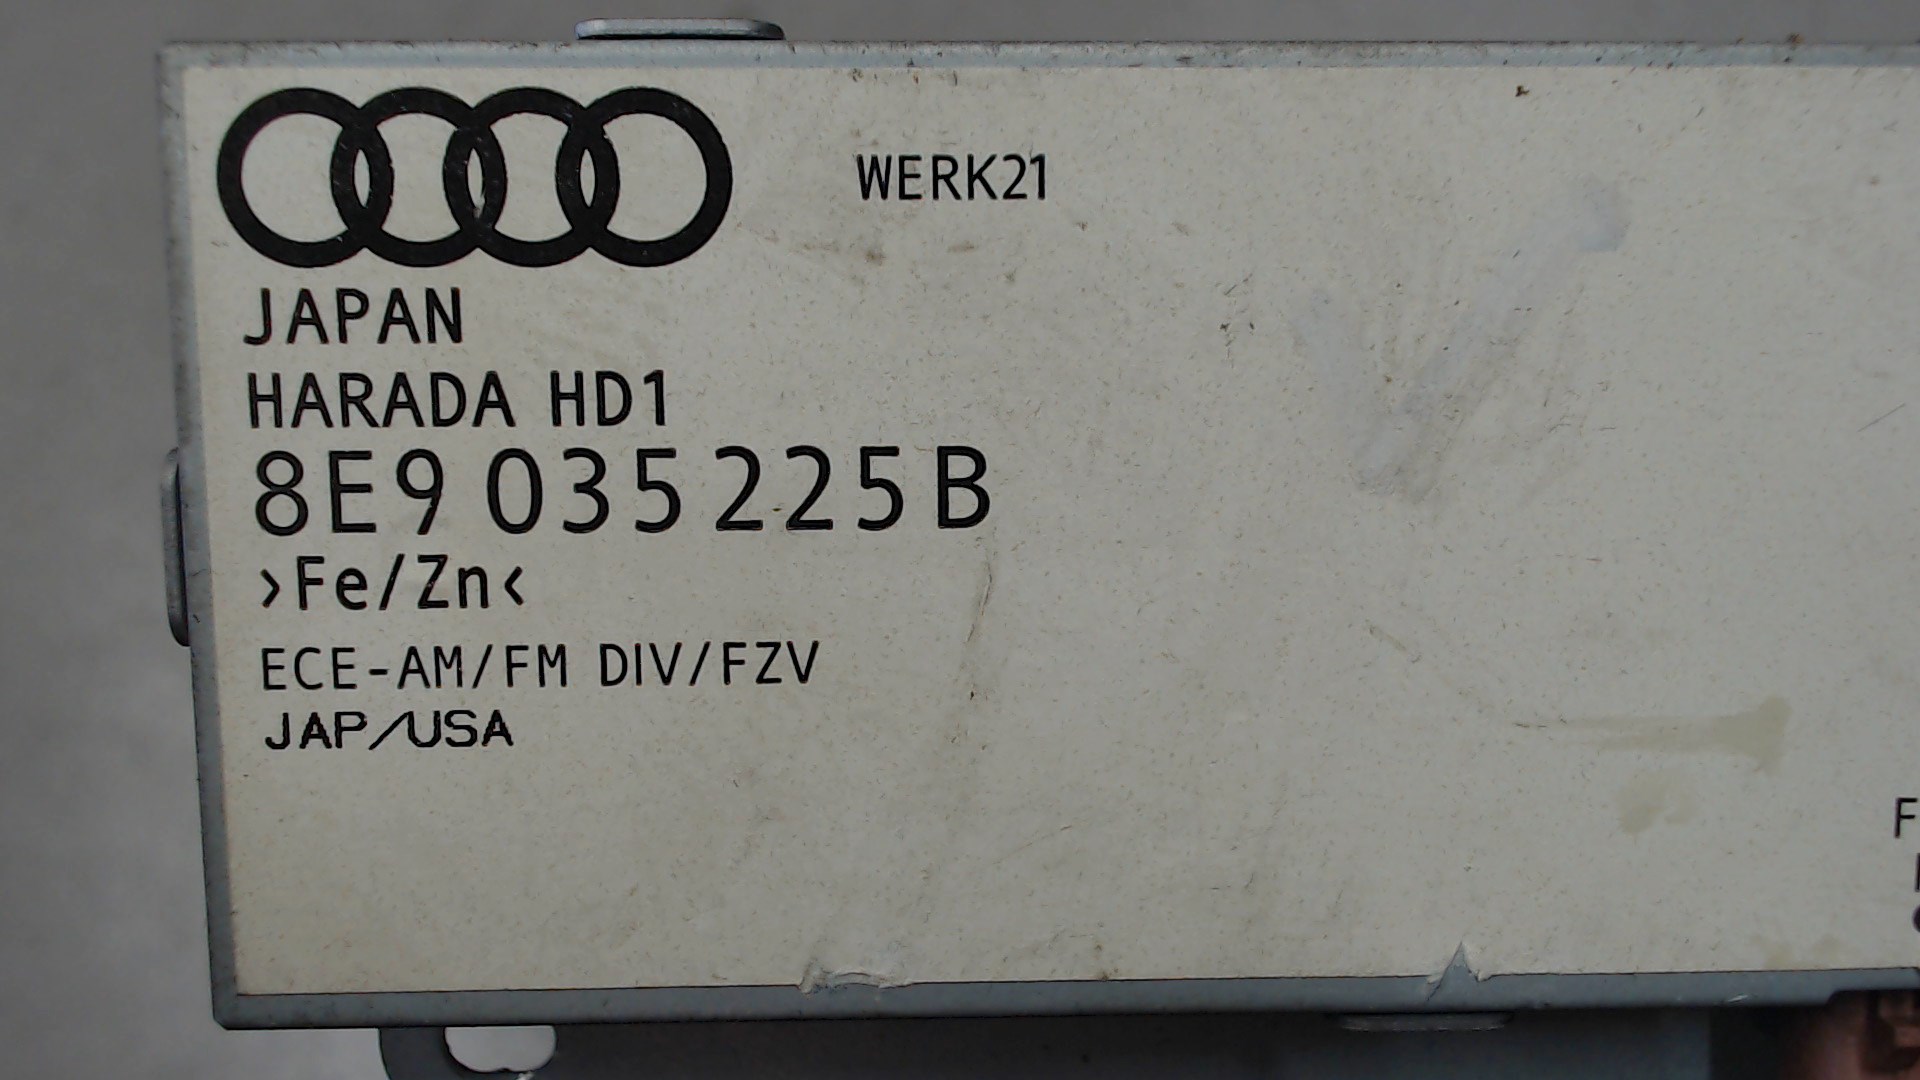 WERK21
JAPAN
HARADA HD1
8E9 035 225 B
>Fe/Zn<
ECE-AM/FM DIV/FZV
JAP/USA
F